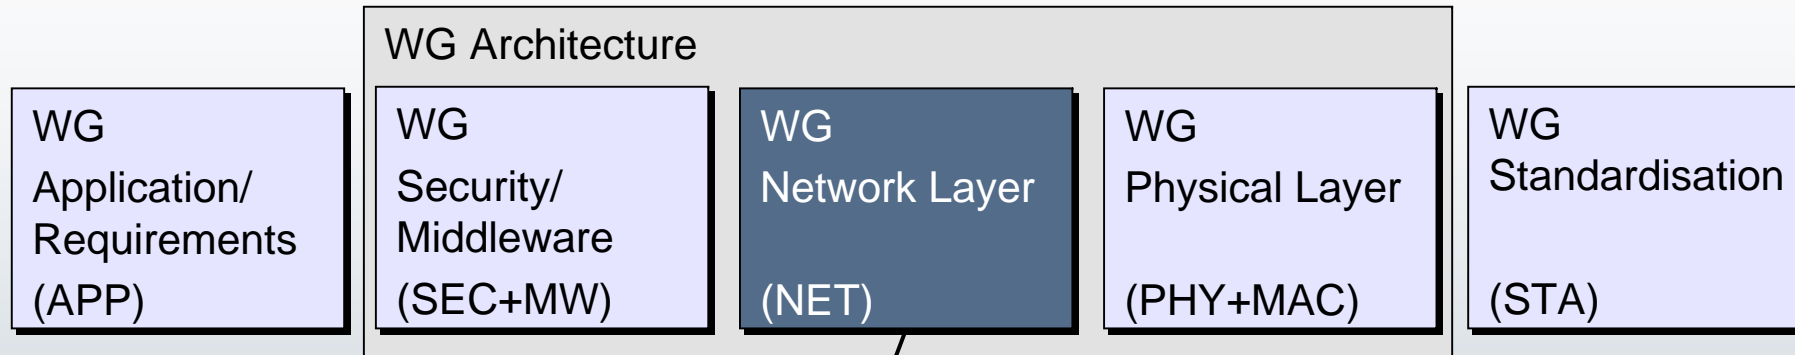 WG Architecture
WG
Application/
Requirements
(APP)
WG
Security/
Middleware
(SEC+MW)
WG
Network Layer
(NET)
WG
Physical Layer
(PHY+MAC)
WG
Standardisation
(STA)